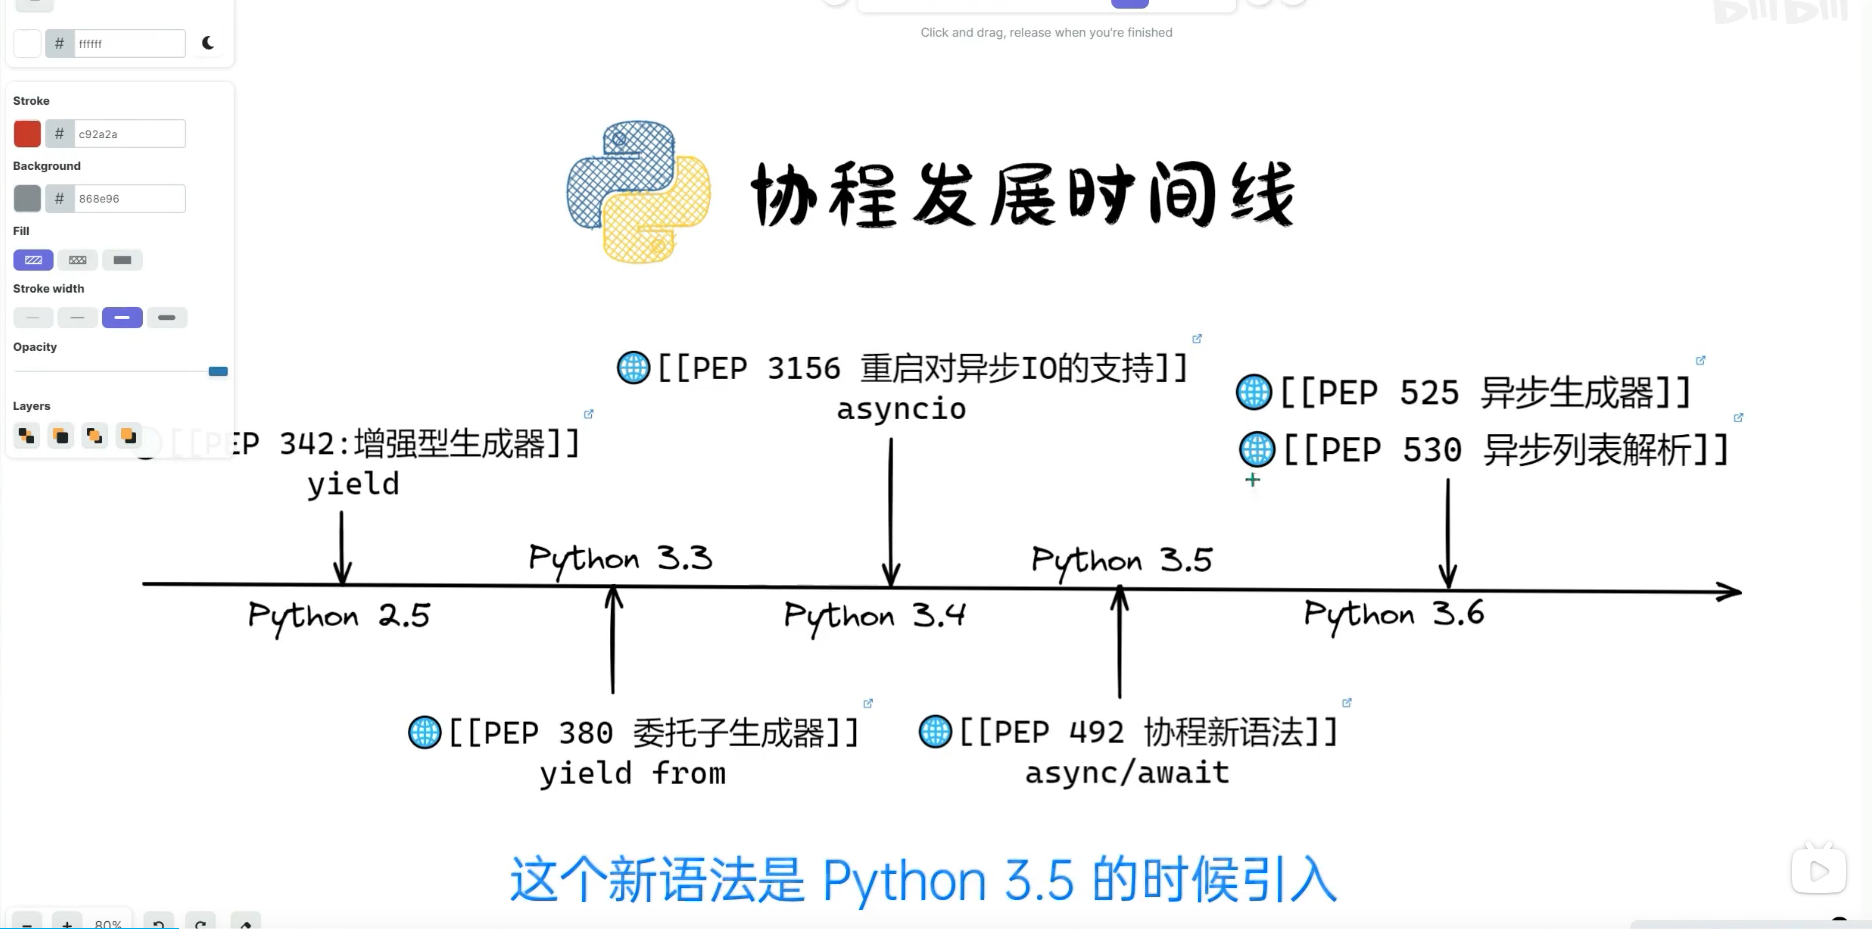 # ffffff
Click and drag, release when you're finished
Stroke
# c92a2a
Background
# 868e96
Fill
Stroke width
Opacity
Layers
协程发展时间线
[[PEP 3156 重启对异步IO的支持]]
asyncio
[[PEP 525 异步生成器]]
[[PEP 530 异步列表解析]]
[[PEP 342:增强型生成器]]
yield
Python 3.3
Python 3.5
Python 2.5
Python 3.4
Python 3.6
[[PEP 380 委托子生成器]]
yield from
[[PEP 492 协程新语法]]
async/await
这个新语法是 Python 3.5 的时候引入
80%